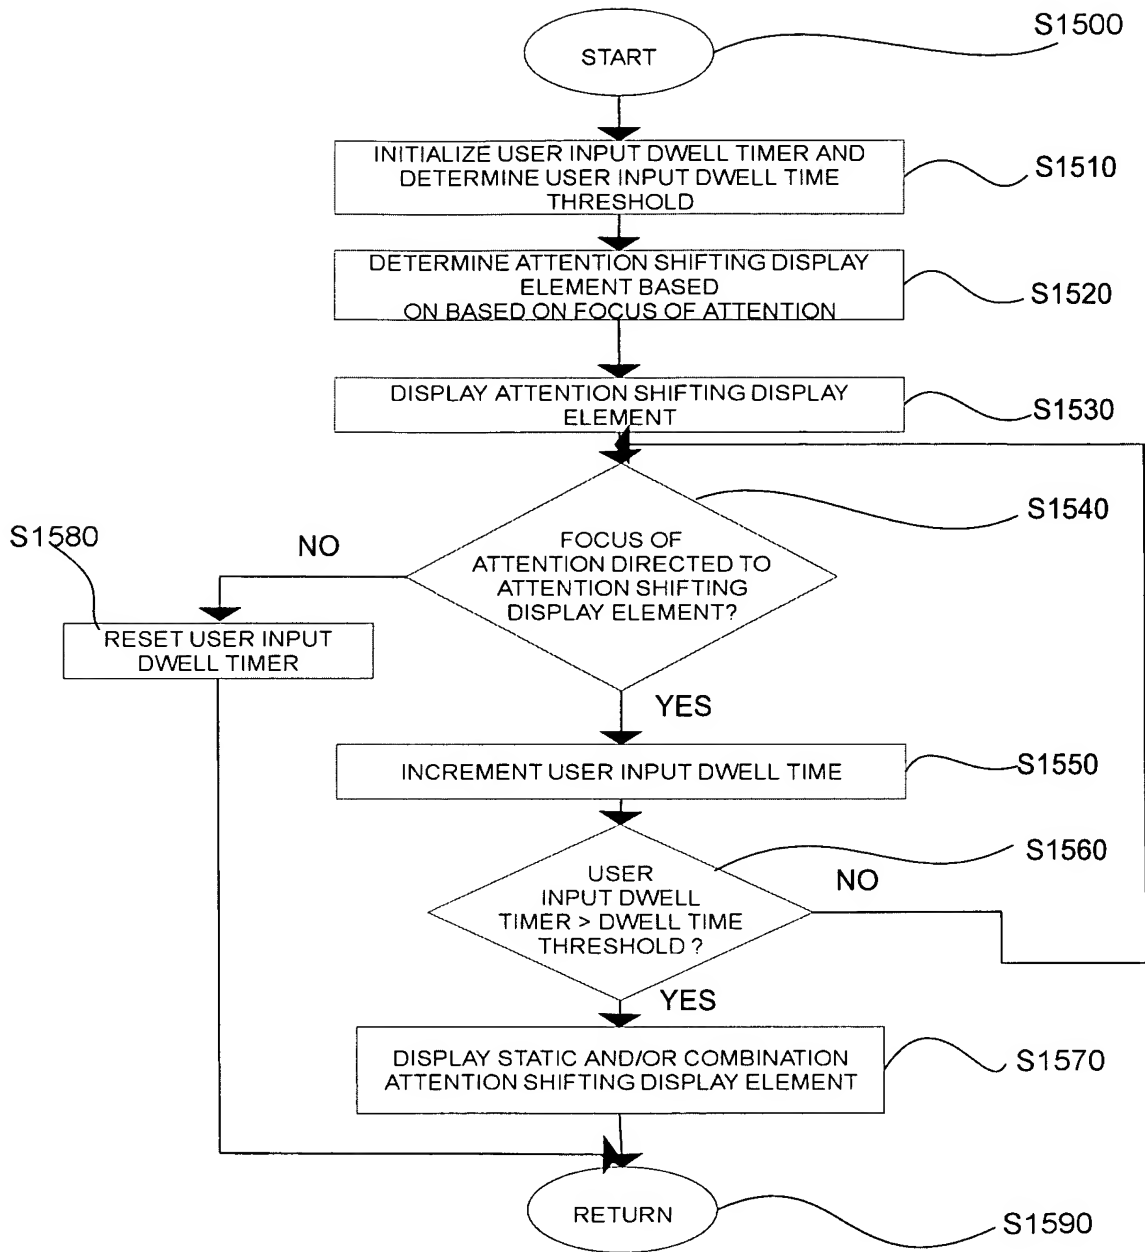 START
S1500
INITIALIZE USER INPUT DWELL TIMER AND
DETERMINE USER INPUT DWELL TIME
THRESHOLD
S1510
DETERMINE ATTENTION SHIFTING DISPLAY
ELEMENT BASED
ON BASED ON FOCUS OF ATTENTION
S1520
DISPLAY ATTENTION SHIFTING DISPLAY
ELEMENT
S1530
FOCUS OF
ATTENTION DIRECTED TO
ATTENTION SHIFTING
DISPLAY ELEMENT?
S1540
NO
S1580
RESET USER INPUT
DWELL TIMER
YES
INCREMENT USER INPUT DWELL TIME
S1550
USER
INPUT DWELL
TIMER > DWELL TIME
THRESHOLD ?
S1560
NO
YES
DISPLAY STATIC AND/OR COMBINATION
ATTENTION SHIFTING DISPLAY ELEMENT
S1570
RETURN
S1590